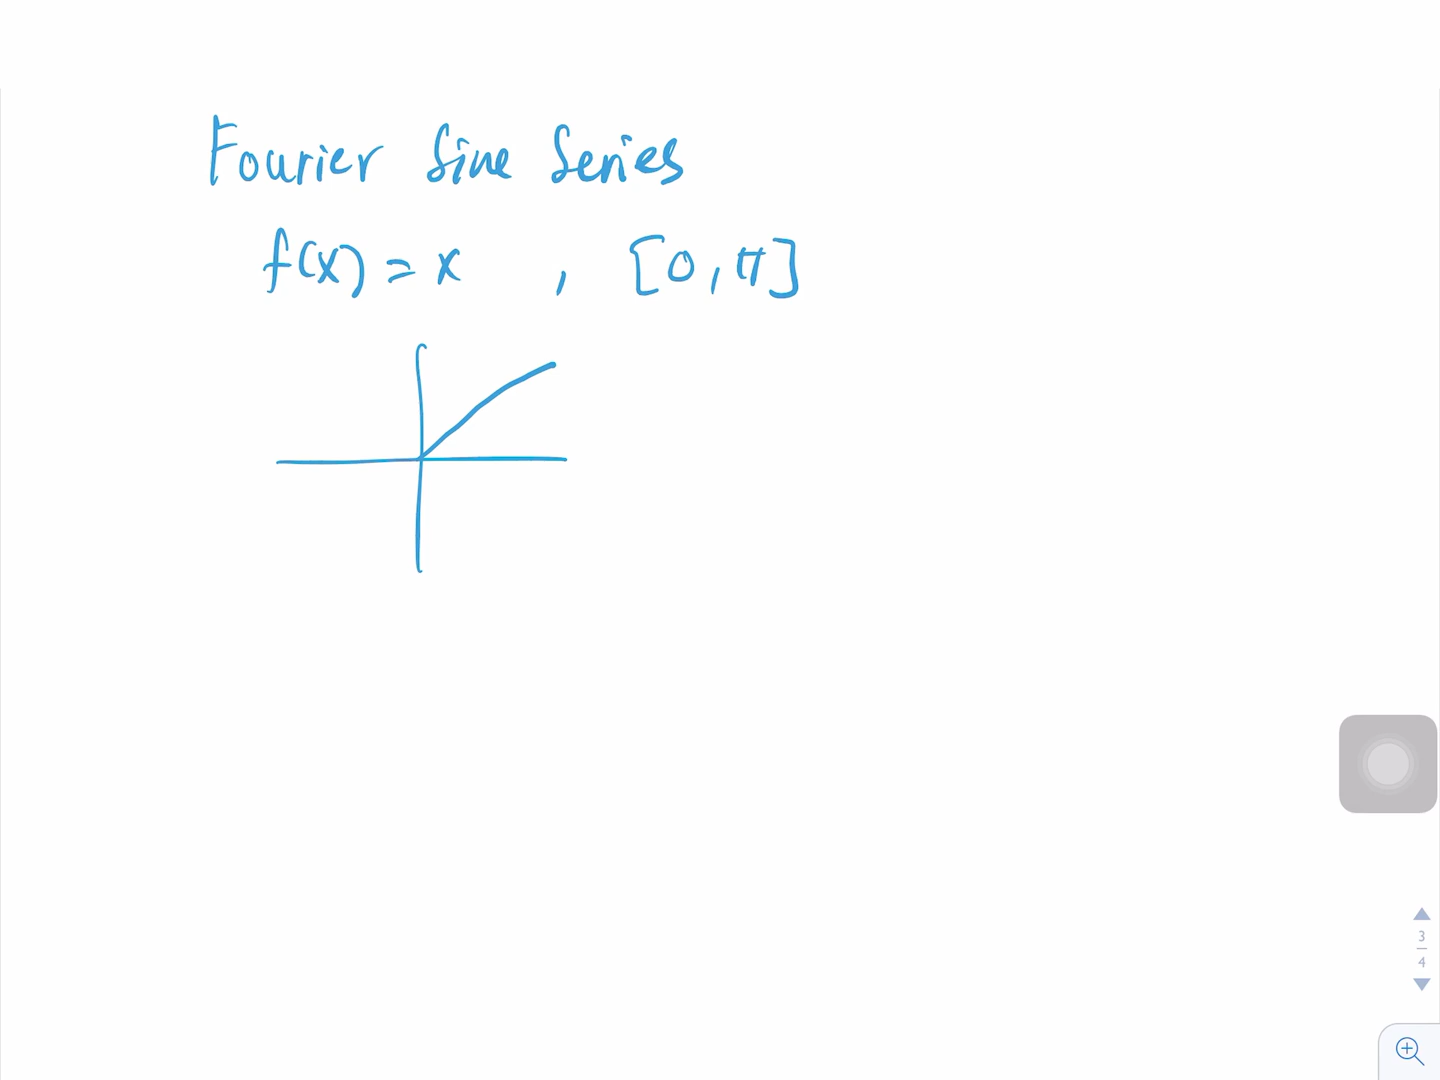 Fourier Sine Series
f(x) = x , [0, π]
3
4